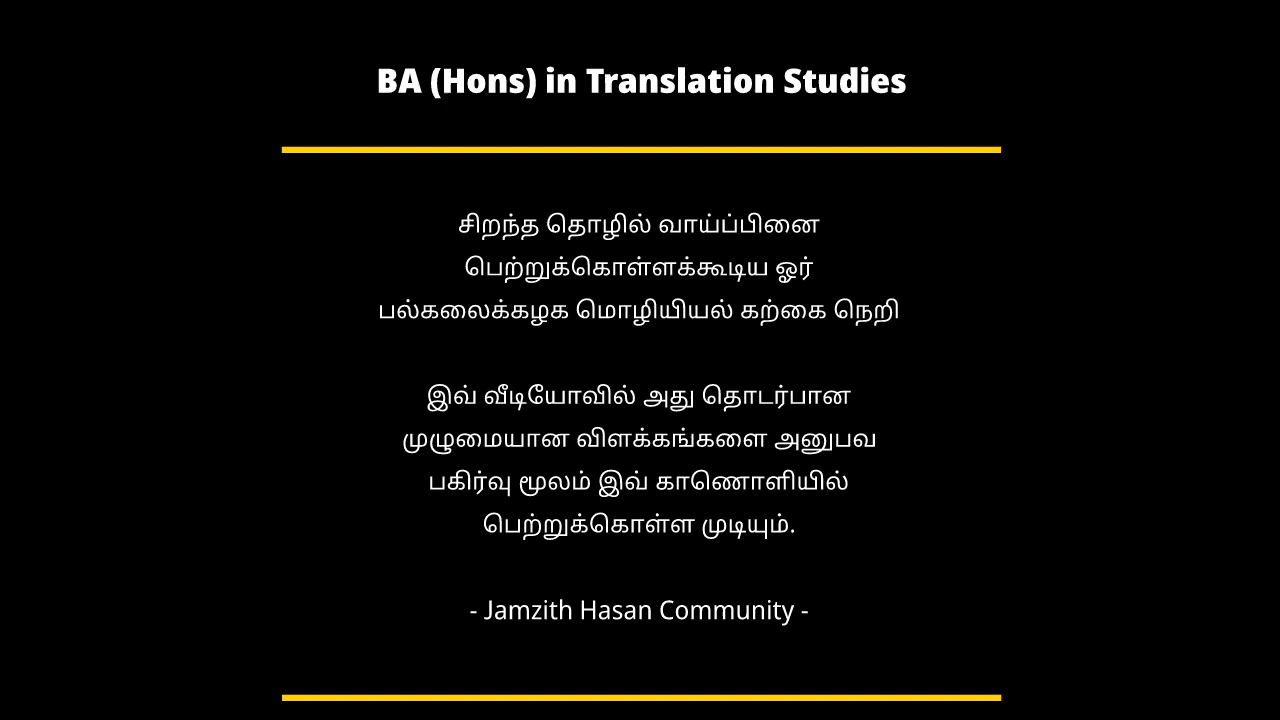 BA (Hons) in Translation Studies
சிறந்த தொழில் வாய்ப்பினை
பெற்றுக்கொள்ளக்கூடிய ஓர்
பல்கலைக்கழக மொழியியல் கற்கை நெறி
இவ் வீடியோவில் அது தொடர்பான
முழுமையான விளக்கங்களை அனுபவ
பகிர்வு மூலம் இவ் காணொளியில்
பெற்றுக்கொள்ள முடியும்.
- Jamzith Hasan Community -